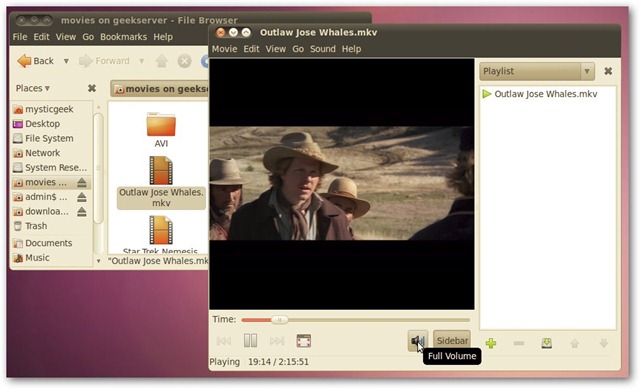 movies on geekserver - File Browser
File Edit View Go Bookmarks Help
Back Forward
Places movies on geekse
mysticgeek
Desktop
File System
Network
System Rese...
movies ...
admin$ ...
downloa...
Trash
Documents
Music
AVI
Outlaw Jose Whales.
mkv
Star Trek Nemesis
"Outlaw Jose Whales.mk
Outlaw Jose Whales.mkv
Movie Edit View Go Sound Help
Playlist
Outlaw Jose Whales.mkv
Time:
Sidebar
Full Volume
Playing 19:14 / 2:15:51